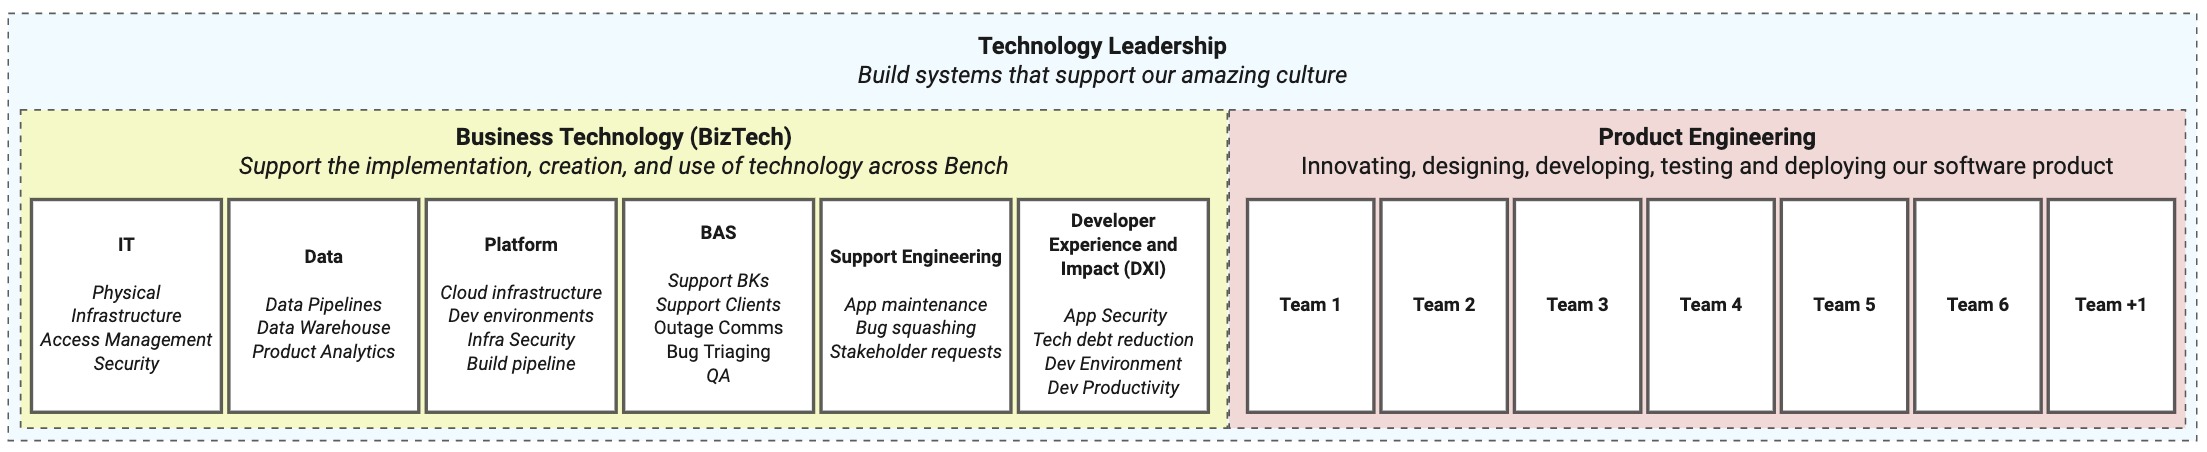 Technology Leadership
Build systems that support our amazing culture
Business Technology (BizTech)
Support the implementation, creation, and use of technology across Bench
IT
Physical
Infrastructure
Access Management
Security
Data
Data Pipelines
Data Warehouse
Product Analytics
Platform
Cloud infrastructure
Dev environments
Infra Security
Build pipeline
BAS
Support BKs
Support Clients
Outage Comms
Bug Triaging
QA
Support Engineering
App maintenance
Bug squashing
Stakeholder requests
Developer
Experience and
Impact (DXI)
App Security
Tech debt reduction
Dev Environment
Dev Productivity
Product Engineering
Innovating, designing, developing, testing and deploying our software product
Team 1
Team 2
Team 3
Team 4
Team 5
Team 6
Team +1